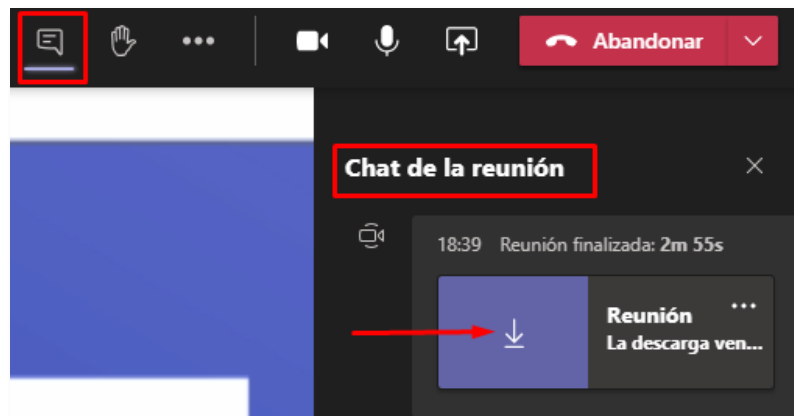 Abandonar
Chat de la reunión
18:39 Reunión finalizada: 2m 55s
Reunión
La descarga ven...